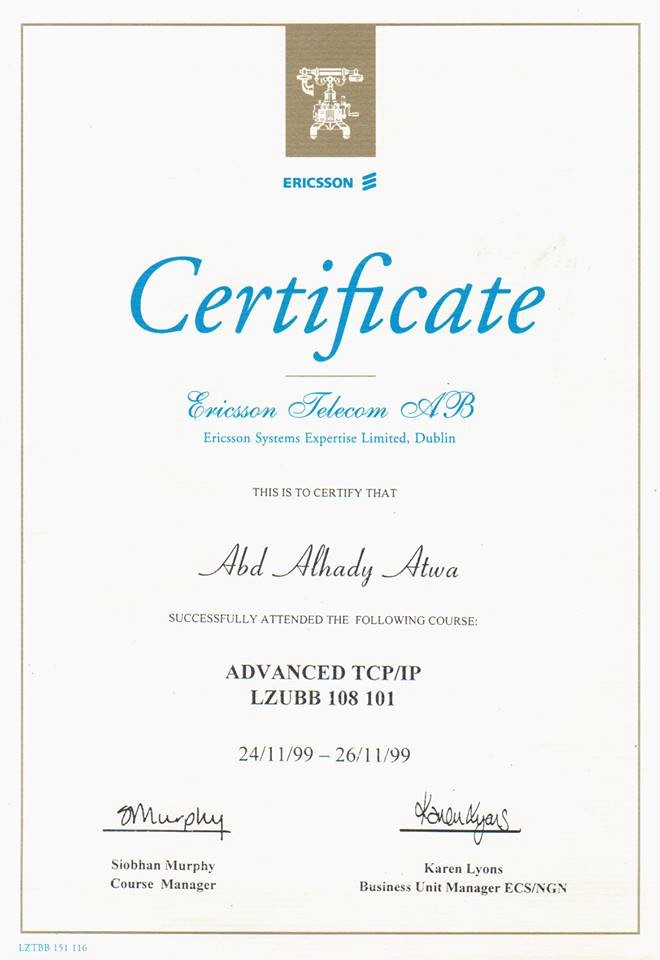 ERICSSON
Certificate
Ericsson Telecom AB
Ericsson Systems Expertise Limited, Dublin
THIS IS TO CERTIFY THAT
Abd Alhady Atwa
SUCCESSFULLY ATTENDED THE FOLLOWING COURSE:
ADVANCED TCP/IP
LZUBB 108 101
24/11/99 – 26/11/99
SMurphy
Karen Lyons
Siobhan Murphy
Course Manager
Karen Lyons
Business Unit Manager ECS/NGN
LZTBB 151 116